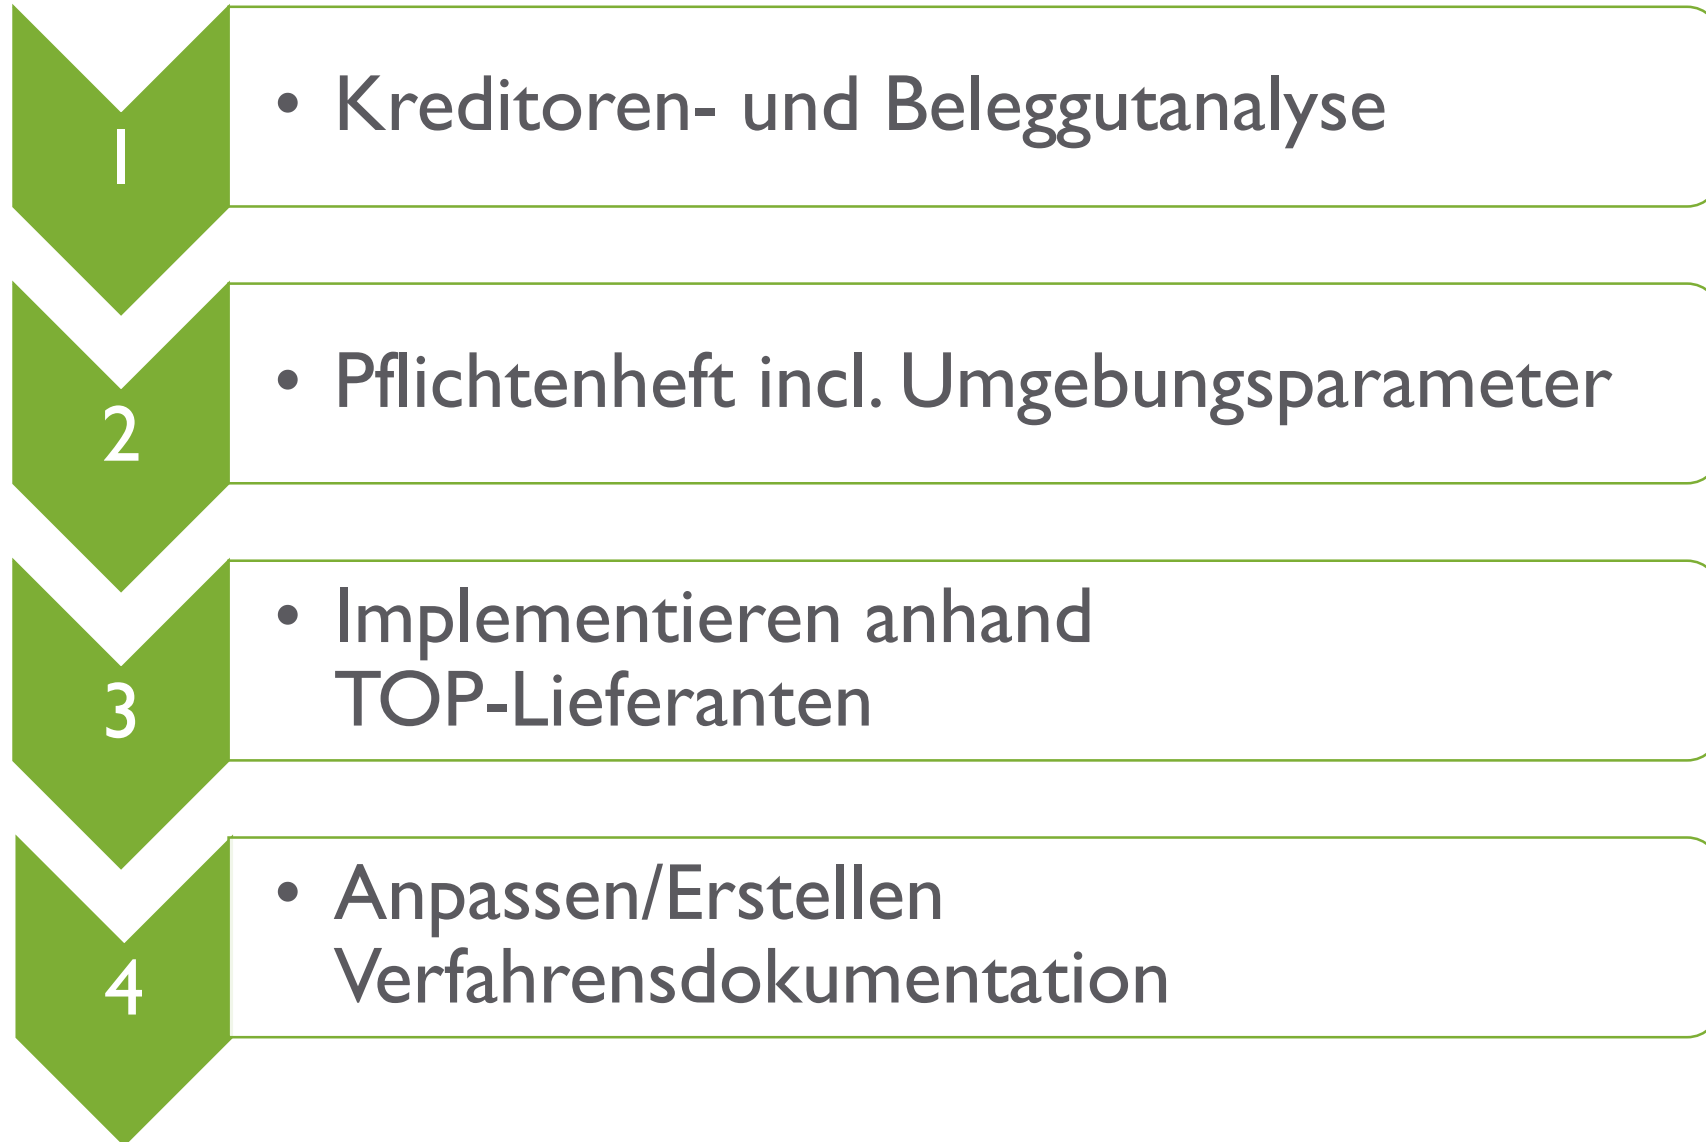 1
• Kreditoren- und Beleggutanalyse
2
• Pflichtenheft incl. Umgebungsparameter
3
• Implementieren anhand
TOP-Lieferanten
4
• Anpassen/Erstellen
Verfahrensdokumentation